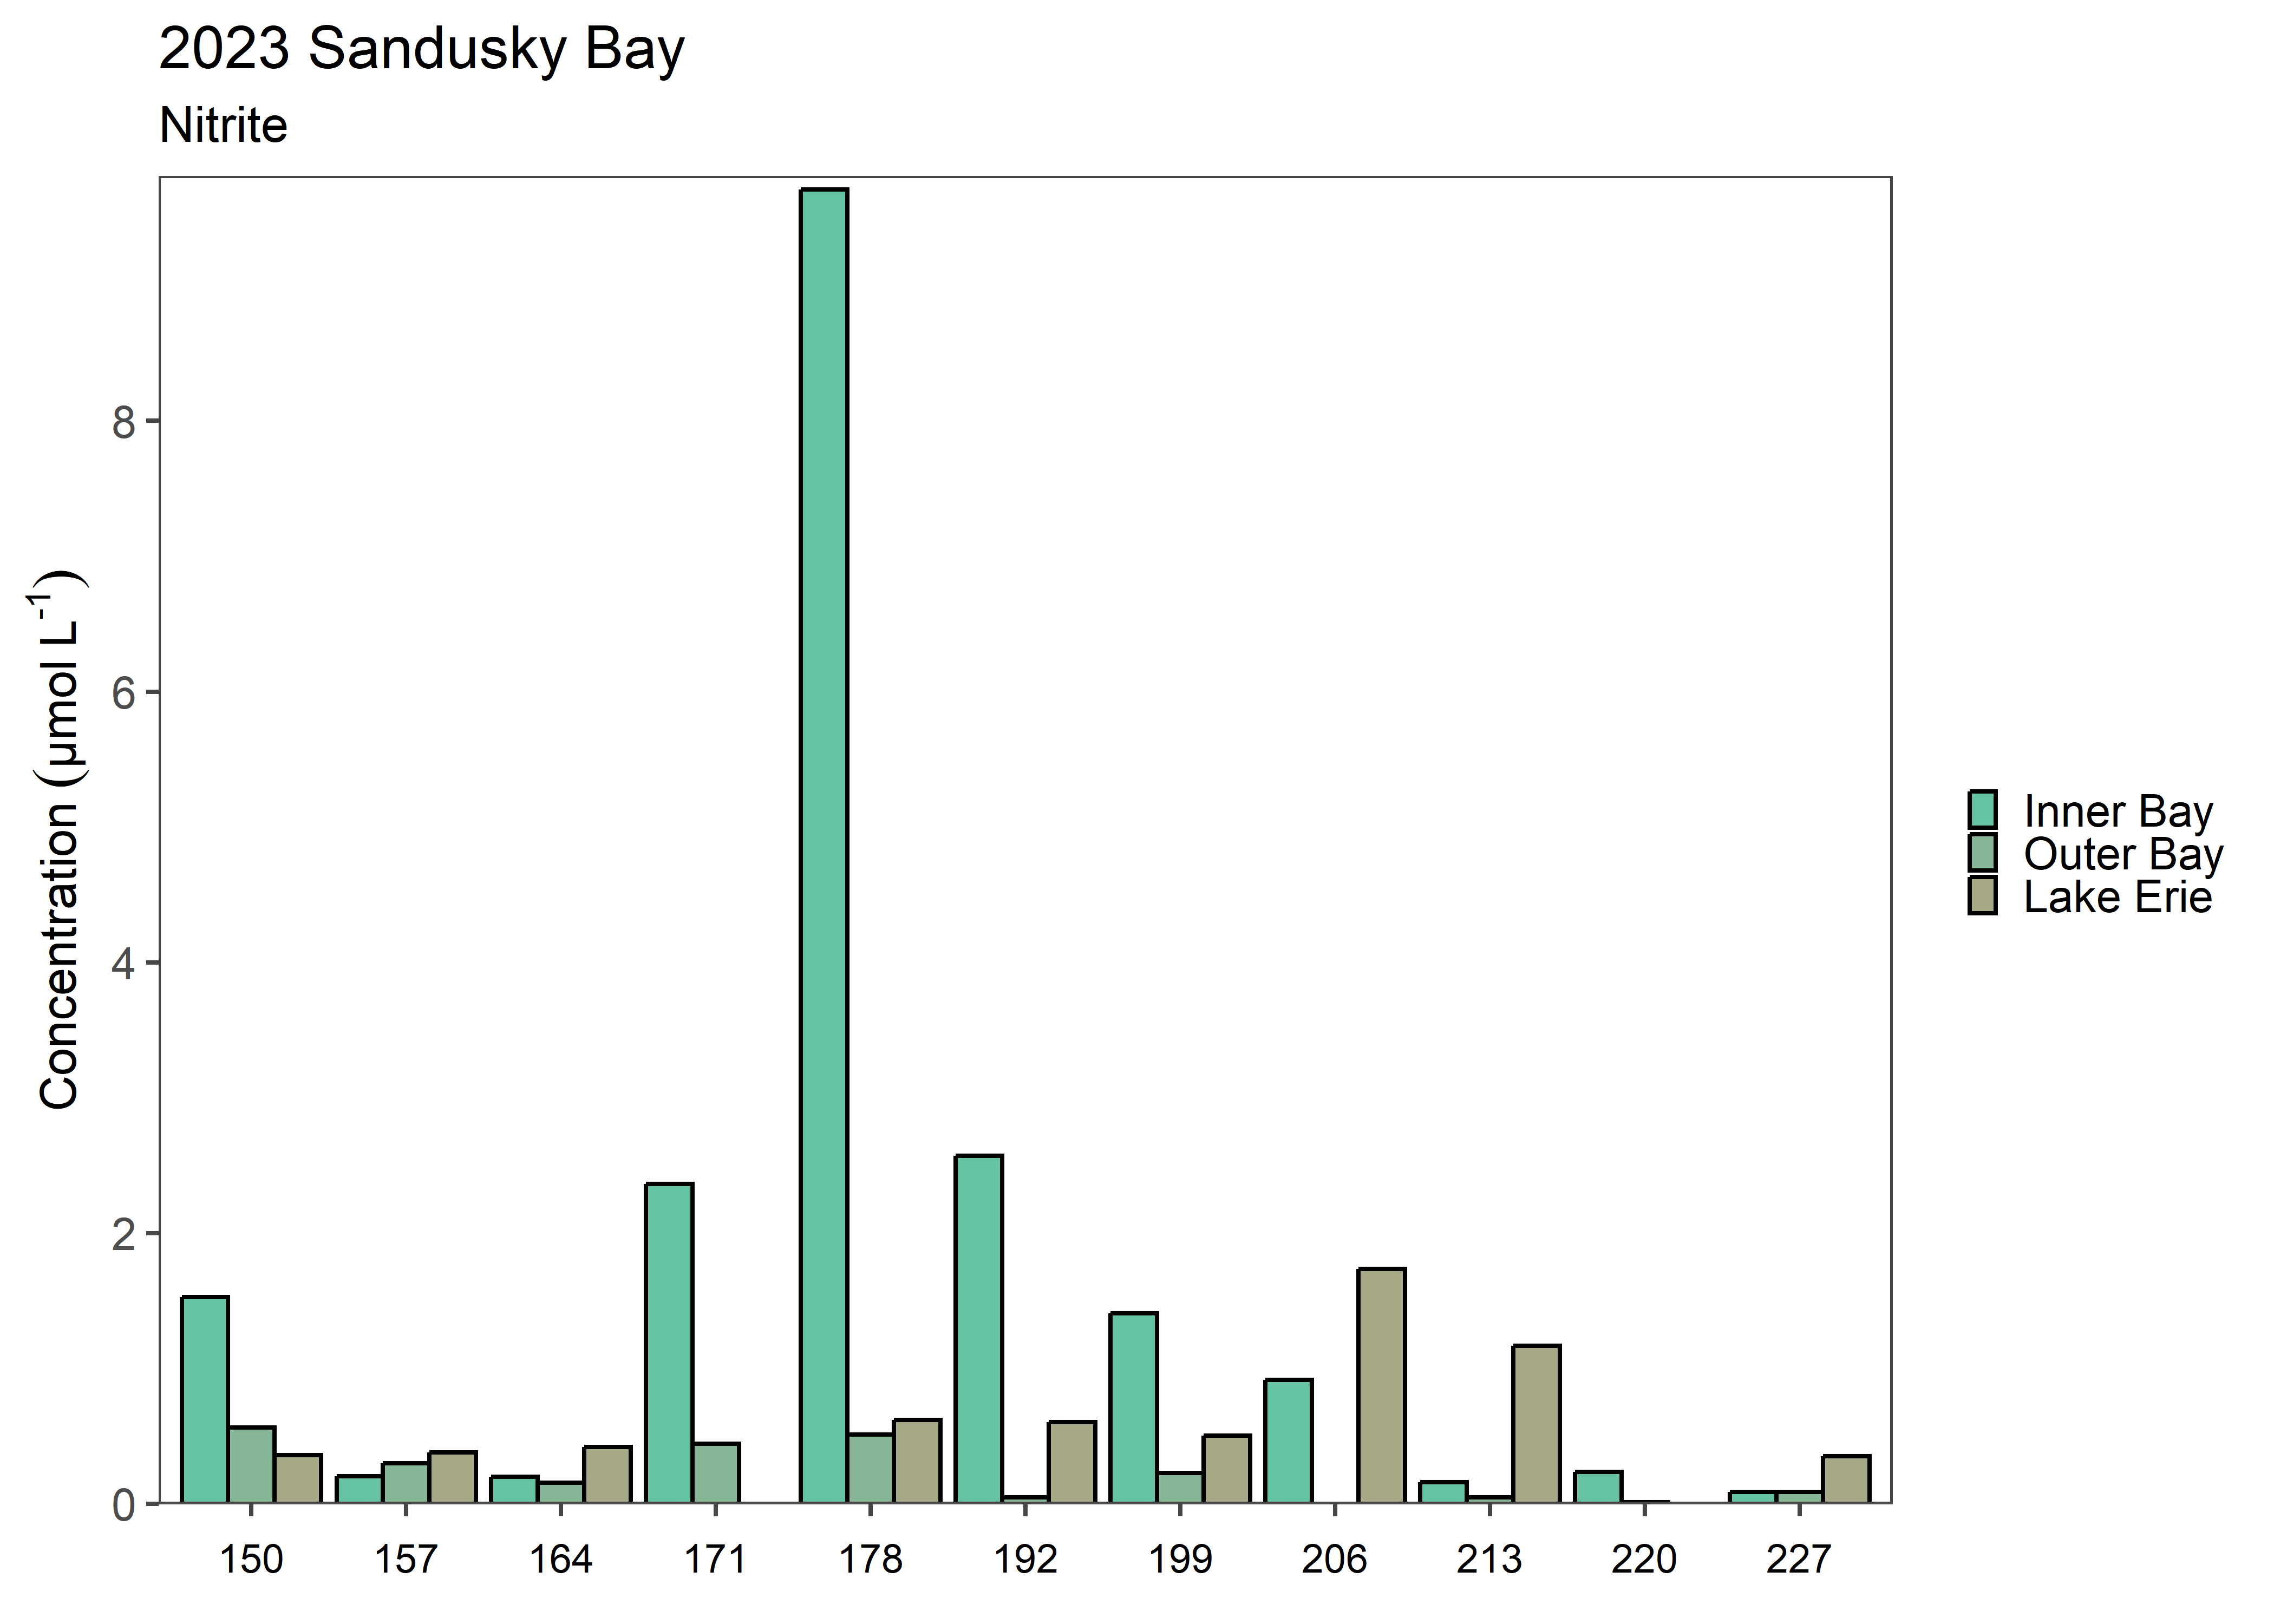 2023 Sandusky Bay
Nitrite
Concentration (µmol L⁻¹)
8
6
4
2
0
150 157 164 171 178 192 199 206 213 220 227
Inner Bay
Outer Bay
Lake Erie